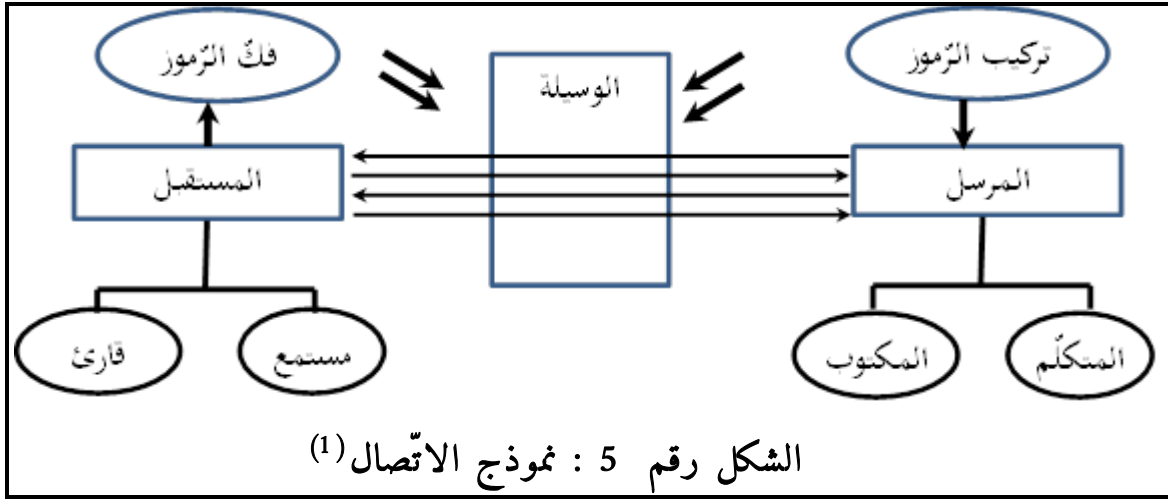 تركيب الرّموز
فكّ الرّموز
الوسيلة
المرسل
المستقبل
المتكلّم
المكتوب
مستمع
قارئ
الشكل رقم 5 : نموذج الاتّصال(1)